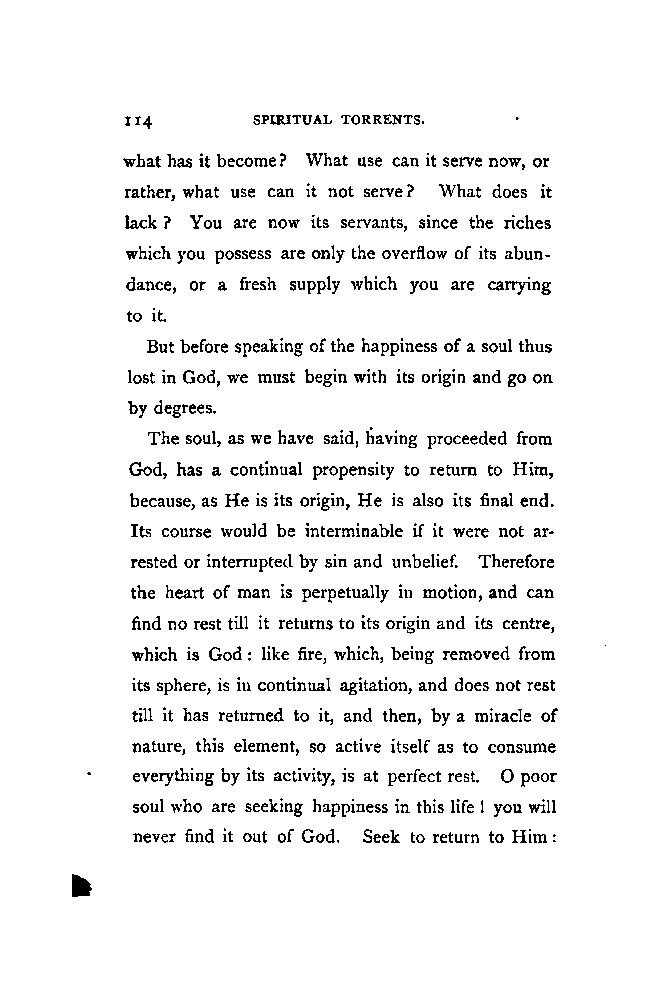 114 SPIRITUAL TORRENTS.
what has it become? What use can it serve now, or
rather, what use can it not serve? What does it
lack? You are now its servants, since the riches
which you possess are only the overflow of its abun-
dance, or a fresh supply which you are carrying
to it.
But before speaking of the happiness of a soul thus
lost in God, we must begin with its origin and go on
by degrees.
The soul, as we have said, having proceeded from
God, has a continual propensity to return to Him,
because, as He is its origin, He is also its final end.
Its course would be interminable if it were not ar-
rested or interrupted by sin and unbelief. Therefore
the heart of man is perpetually in motion, and can
find no rest till it returns to its origin and its centre,
which is God: like fire, which, being removed from
its sphere, is in continual agitation, and does not rest
till it has returned to it, and then, by a miracle of
nature, this element, so active itself as to consume
everything by its activity, is at perfect rest. O poor
soul who are seeking happiness in this life! you will
never find it out of God. Seek to return to Him: